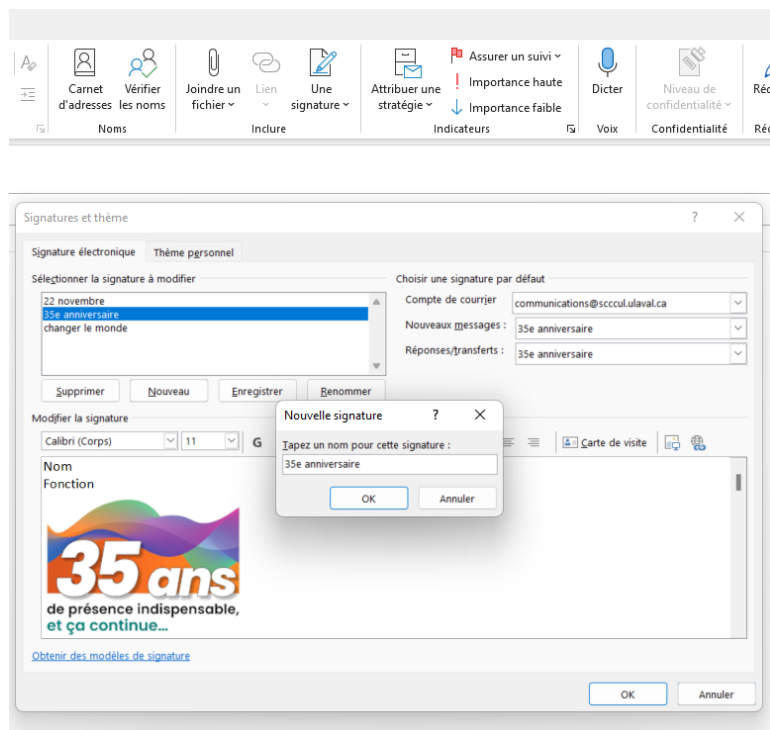 Carnet d'adresses
Vérifier les noms
Joindre un fichier
Lien
Une signature
Attribuer une stratégie
Assurer un suivi
Importance haute
Importance faible
Dicter
Niveau de confidentialité
Noms
Inclure
Indicateurs
Voix
Confidentialité
Signatures et thème
?
Signature électronique
Thème personnel
Sélectionner la signature à modifier
22 novembre
35e anniversaire
changer le monde
Choisir une signature par défaut
Compte de courrier
communications@scccul.ulaval.ca
Nouveaux messages :
35e anniversaire
Réponses/transferts :
35e anniversaire
Supprimer
Nouveau
Enregistrer
Renommer
Modifier la signature
Calibri (Corps)
11
G
Carte de visite
Nouvelle signature
?
Tapez un nom pour cette signature :
35e anniversaire
OK
Annuler
Nom
Fonction
35 ans
de présence indispensable,
et ça continue...
Obtenir des modèles de signature
OK
Annuler